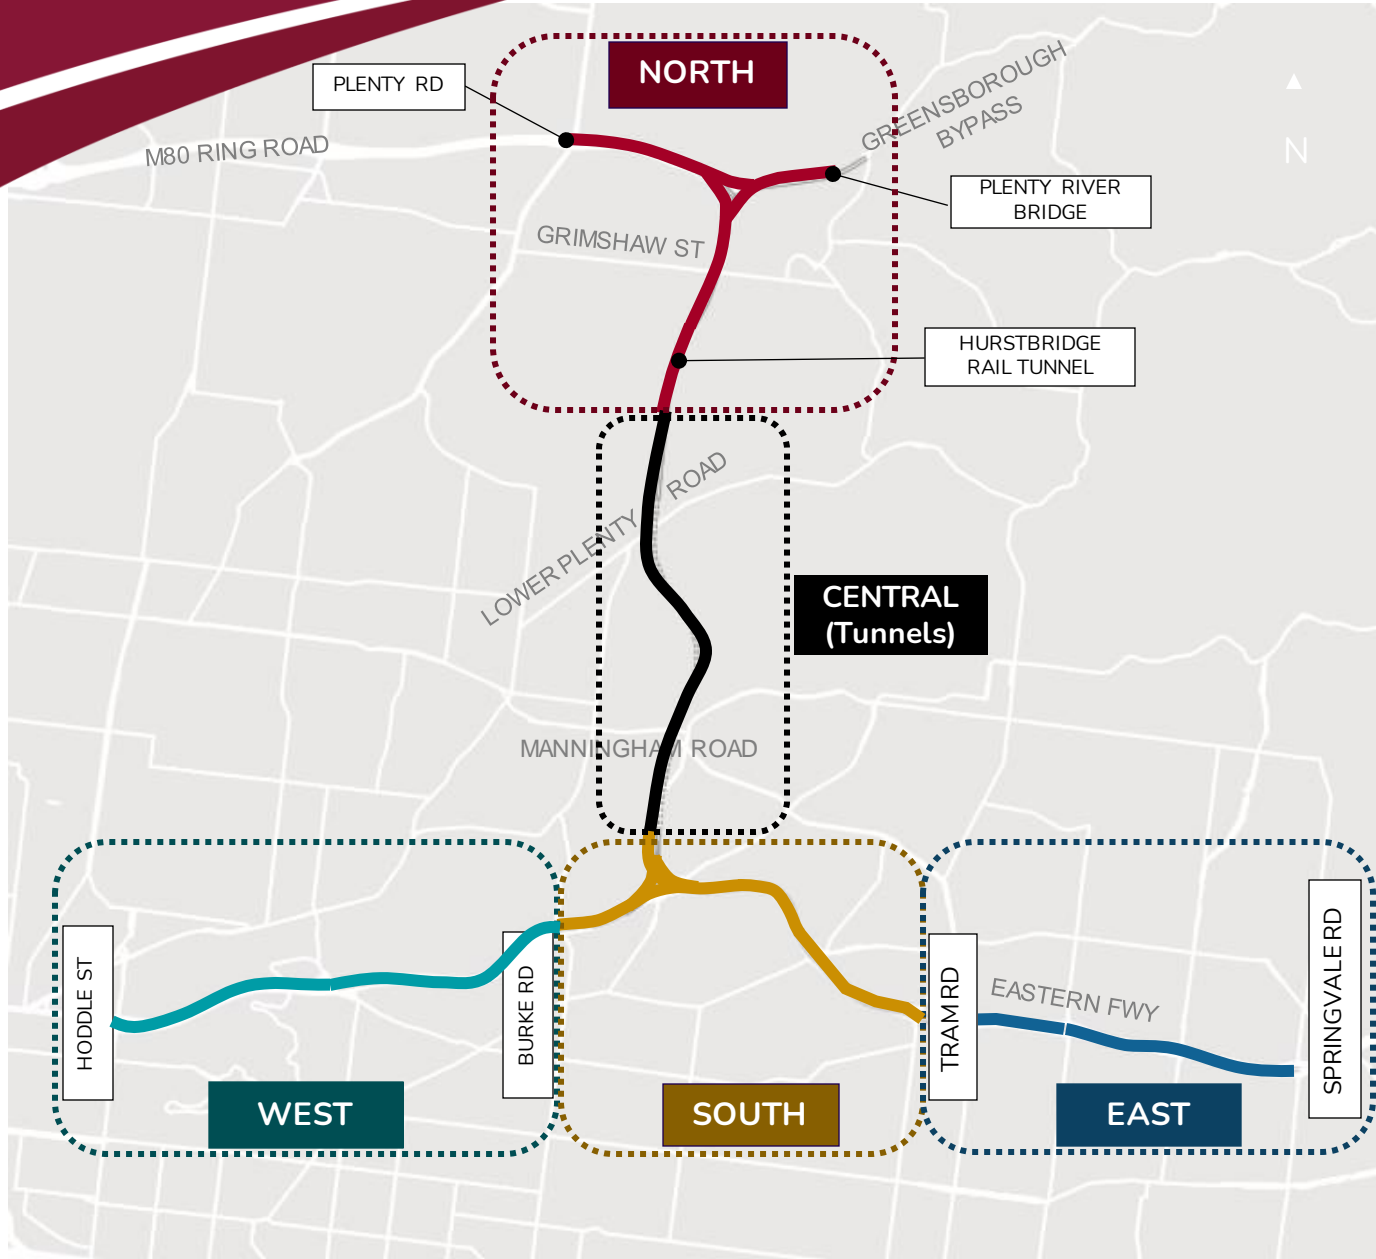 NORTH
PLENTY RD
GREENSBOROUGH
BYPASS
M80 RING ROAD
N
PLENTY RIVER
BRIDGE
GRIMSHAW ST
HURSTBRIDGE
RAIL TUNNEL
LOWER PLENTY ROAD
CENTRAL
(Tunnels)
MANNINGHAM ROAD
HODDLE ST
BURKE RD
TRAM RD
EASTERN FWY
SPRINGVALE RD
WEST
SOUTH
EAST